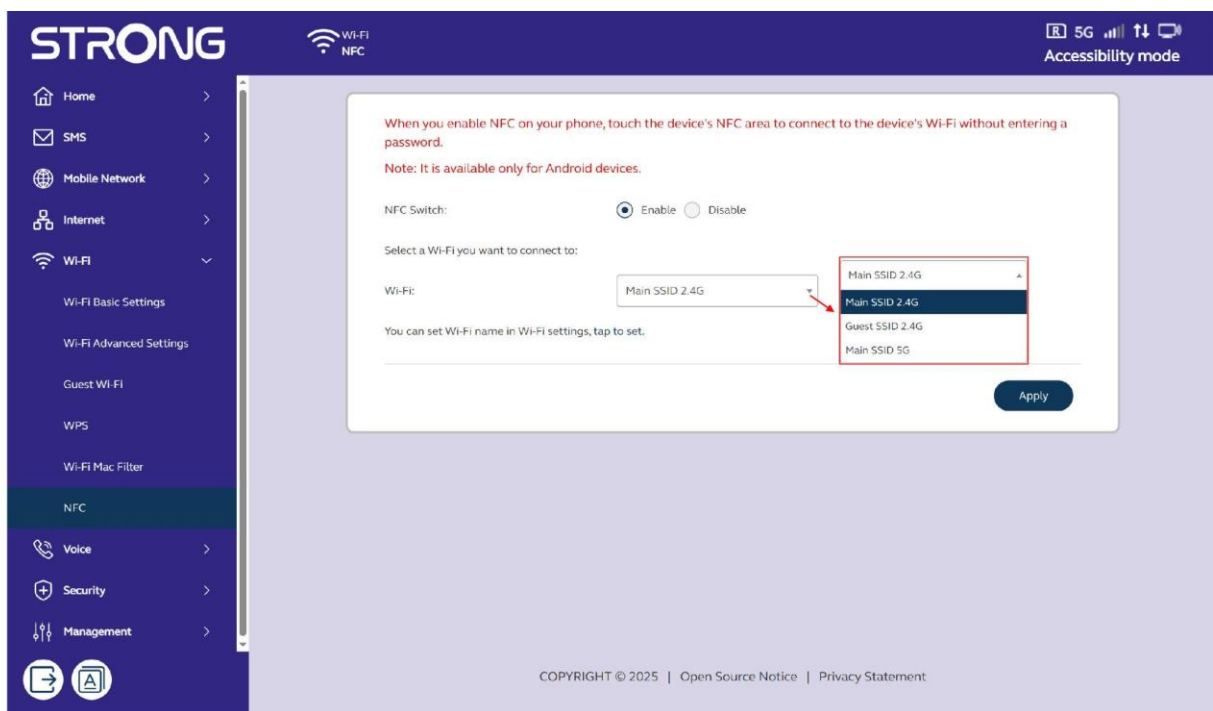 STRONG
Wi-Fi
NFC
R 5G
Accessibility mode
Home
SMS
Mobile Network
Internet
Wi-Fi
Wi-Fi Basic Settings
Wi-Fi Advanced Settings
Guest Wi-Fi
WPS
Wi-Fi Mac Filter
NFC
Voice
Security
Management
A
When you enable NFC on your phone, touch the device's NFC area to connect to the device's Wi-Fi without entering a
password.
Note: It is available only for Android devices.
NFC Switch: Enable Disable
Select a Wi-Fi you want to connect to:
Wi-Fi: Main SSID 2.4G
Main SSID 2.4G
Main SSID 2.4G
Guest SSID 2.4G
Main SSID 5G
You can set Wi-Fi name in Wi-Fi settings, tap to set.
Apply
COPYRIGHT © 2025 | Open Source Notice | Privacy Statement